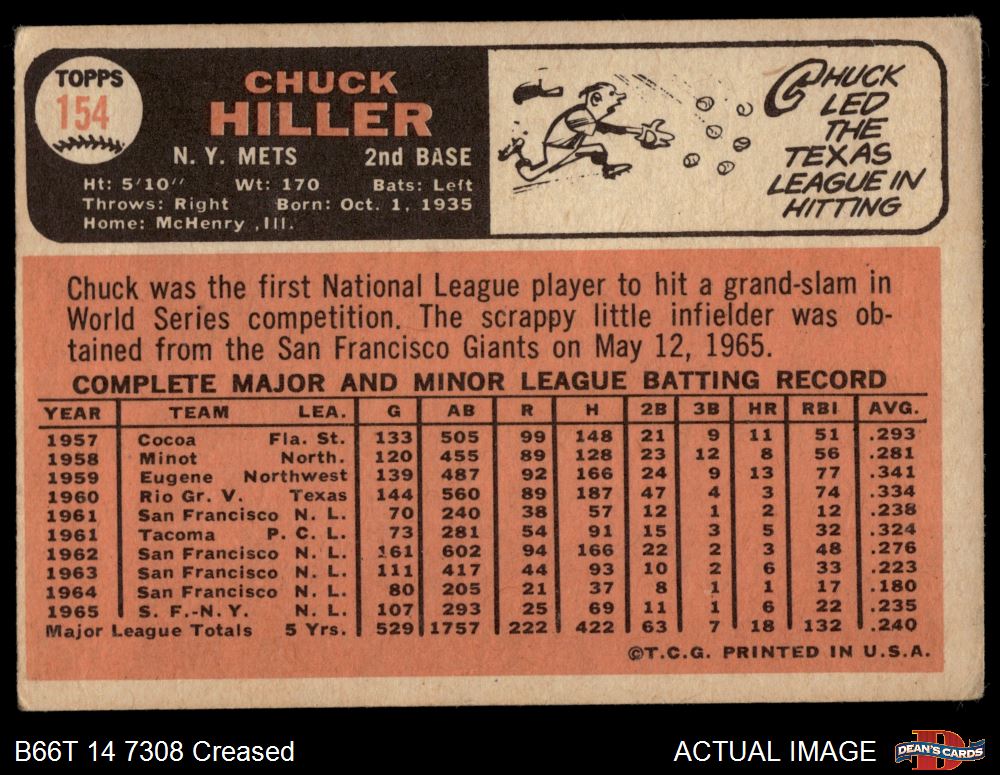 TOPPS
154
CHUCK
HILLER
N. Y. METS 2nd BASE
Ht: 5'10" Wt: 170 Bats: Left
Throws: Right Born: Oct. 1, 1935
Home: McHenry ,Ill.
CHUCK
LED
THE
TEXAS
LEAGUE IN
HITTING
Chuck was the first National League player to hit a grand-slam in
World Series competition. The scrappy little infielder was ob-
tained from the San Francisco Giants on May 12, 1965.
COMPLETE MAJOR AND MINOR LEAGUE BATTING RECORD
YEAR TEAM LEA. G AB R H 2B 3B HR RBI AVG.
1957 Cocoa Fla. St. 133 505 99 148 21 9 11 51 .293
1958 Minot North. 120 455 89 128 23 12 8 56 .281
1959 Eugene Northwest 139 487 92 166 24 9 13 77 .341
1960 Rio Gr. V. Texas 144 560 89 187 47 4 3 74 .334
1961 San Francisco N. L. 70 240 38 57 12 1 2 12 .238
1961 Tacoma P. C. L. 73 281 54 91 15 3 5 32 .324
1962 San Francisco N. L. 161 602 94 166 22 2 3 48 .276
1963 San Francisco N. L. 111 417 44 93 10 2 6 33 .223
1964 San Francisco N. L. 80 205 21 37 8 1 1 17 .180
1965 S. F.-N. Y. N. L. 107 293 25 69 11 1 6 22 .235
Major League Totals 5 Yrs. 529 1757 222 422 63 7 18 132 .240
©T.C.G. PRINTED IN U.S.A.
B66T 14 7308 Creased ACTUAL IMAGE
D
DEAN'S CARDS